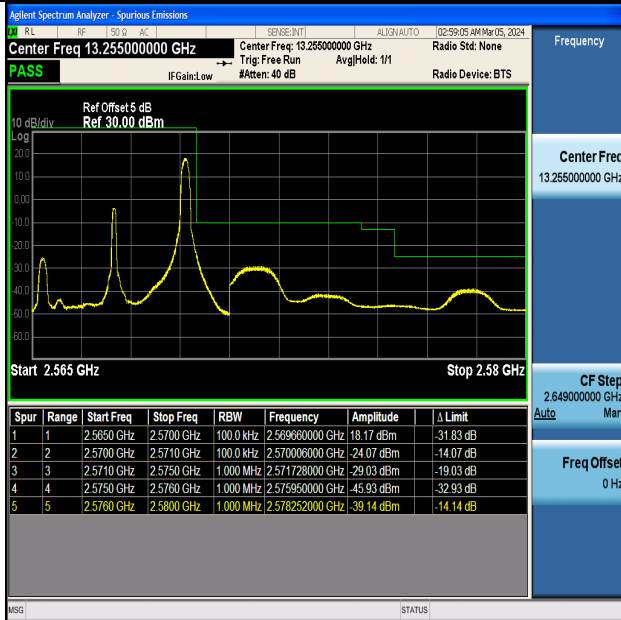 Agilent Spectrum Analyzer - Spurious Emissions
LXI RL RF 50 Ω AC SENSE:INT ALIGN AUTO 02:59:05 AM Mar 05, 2024
Center Freq 13.255000000 GHz
Center Freq: 13.255000000 GHz Radio Std: None
Trig: Free Run Avg|Hold: 1/1
PASS IFGain:Low #Atten: 40 dB Radio Device: BTS
Ref Offset 5 dB
10 dB/div Ref 30.00 dBm
Log
20.0
10.0
0.00
-10.0
-20.0
-30.0
-40.0
-50.0
-60.0
Start 2.565 GHz Stop 2.58 GHz
Spur Range Start Freq Stop Freq RBW Frequency Amplitude Δ Limit
1 1 2.5650 GHz 2.5700 GHz 100.0 kHz 2.569660000 GHz 18.17 dBm -31.83 dB
2 2 2.5700 GHz 2.5710 GHz 100.0 kHz 2.570006000 GHz -24.07 dBm -14.07 dB
3 3 2.5710 GHz 2.5750 GHz 1.000 MHz 2.571728000 GHz -29.03 dBm -19.03 dB
4 4 2.5750 GHz 2.5760 GHz 1.000 MHz 2.575950000 GHz -45.93 dBm -32.93 dB
5 5 2.5760 GHz 2.5800 GHz 1.000 MHz 2.578252000 GHz -39.14 dBm -14.14 dB
MSG STATUS
Frequency
Center Freq
13.255000000 GHz
CF Step
2.649000000 GHz
Auto Man
Freq Offset
0 Hz